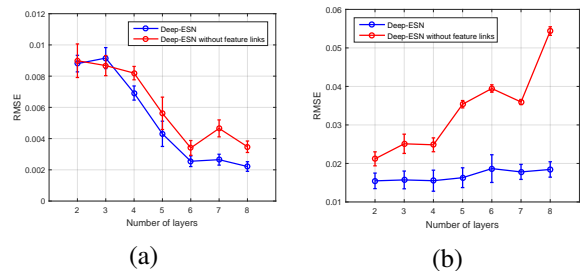 Deep-ESN
Deep-ESN without feature links
RMSE
0.012
0.01
0.008
0.006
0.004
0.002
0
2 3 4 5 6 7 8
Number of layers
(a)
Deep-ESN
Deep-ESN without feature links
RMSE
0.06
0.05
0.04
0.03
0.02
0.01
2 3 4 5 6 7 8
Number of layers
(b)